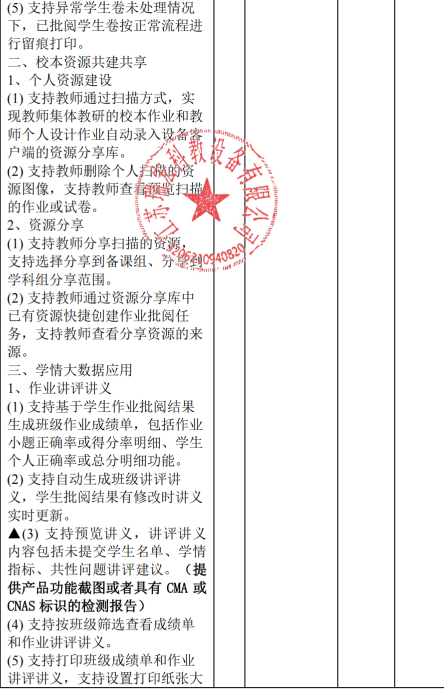 (5) 支持异常学生卷未处理情况
下，已批阅学生卷按正常流程进
行留痕打印。
二、校本资源共建共享
1、个人资源建设
(1) 支持教师通过扫描方式，实
现教师集体教研的校本作业和教
师个人设计作业自动录入设备客
户端的资源分享库。
(2) 支持教师删除个人扫描的资
源图像，支持教师查看预览扫描
的作业或试卷。
2、资源分享
(1) 支持教师分享扫描的资源，
支持选择分享到备课组、分享到
学科组分享范围。
(2) 支持教师通过资源分享库中
已有资源快捷创建作业批阅任
务，支持教师查看分享资源的来
源。
三、学情大数据应用
1、作业讲评讲义
(1) 支持基于学生作业批阅结果
生成班级作业成绩单，包括作业
小题正确率或得分率明细、学生
个人正确率或总分明细功能。
(2) 支持自动生成班级讲评讲
义，学生批阅结果有修改时讲义
实时更新。
▲(3) 支持预览讲义，讲评讲义
内容包括未提交学生名单、学情
指标、共性问题讲评建议。（提
供产品功能截图或者具有 CMA 或
CNAS 标识的检测报告）
(4) 支持按班级筛选查看成绩单
和作业讲评讲义。
(5) 支持打印班级成绩单和作业
讲评讲义，支持设置打印纸张大
科教设备有限公司